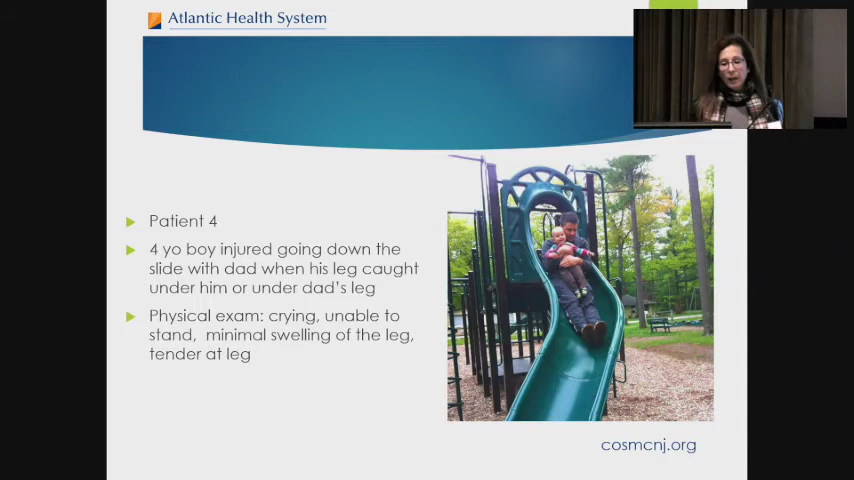 Atlantic Health System
Patient 4
4 yo boy injured going down the
slide with dad when his leg caught
under him or under dad's leg
Physical exam: crying, unable to
stand, minimal swelling of the leg,
tender at leg
cosmcnj.org